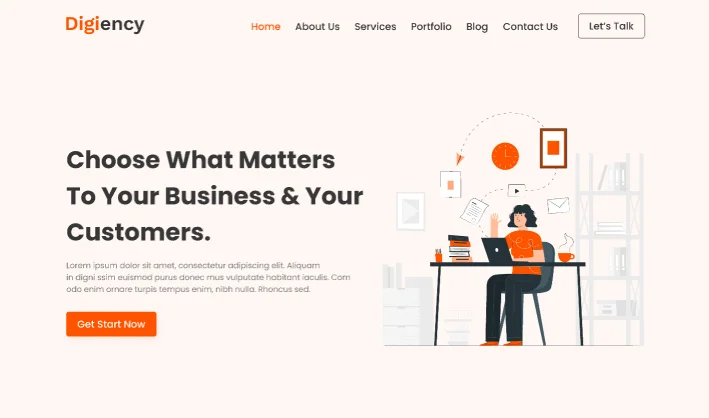 Digiency
Home About Us Services Portfolio Blog Contact Us Let's Talk
Choose What Matters
To Your Business & Your
Customers.
Lorem ipsum dolor sit amet, consectetur adipiscing elit. Aliquam
in digni ssim euismod purus donec mus vulputate habitant iaculis. Com
odo enim ornare turpis tempus enim, nibh nulla. Rhoncus sed.
Get Start Now